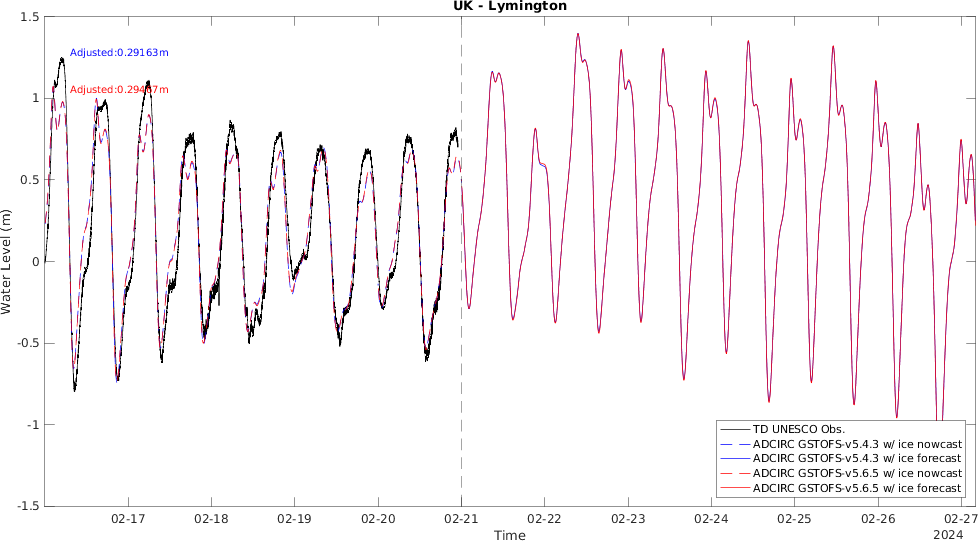 UK - Lymington
1.5
1
0.5
0
-0.5
-1
-1.5
Water Level (m)
Adjusted:0.29163m
02-17
02-18
02-19
02-20
02-21
02-22
02-23
02-24
02-25
02-26
02-27
Time
2024
TD UNESCO Obs.
ADCIRC GSTOFS-v5.4.3 w/ ice nowcast
ADCIRC GSTOFS-v5.4.3 w/ ice forecast
ADCIRC GSTOFS-v5.6.5 w/ ice nowcast
ADCIRC GSTOFS-v5.6.5 w/ ice forecast